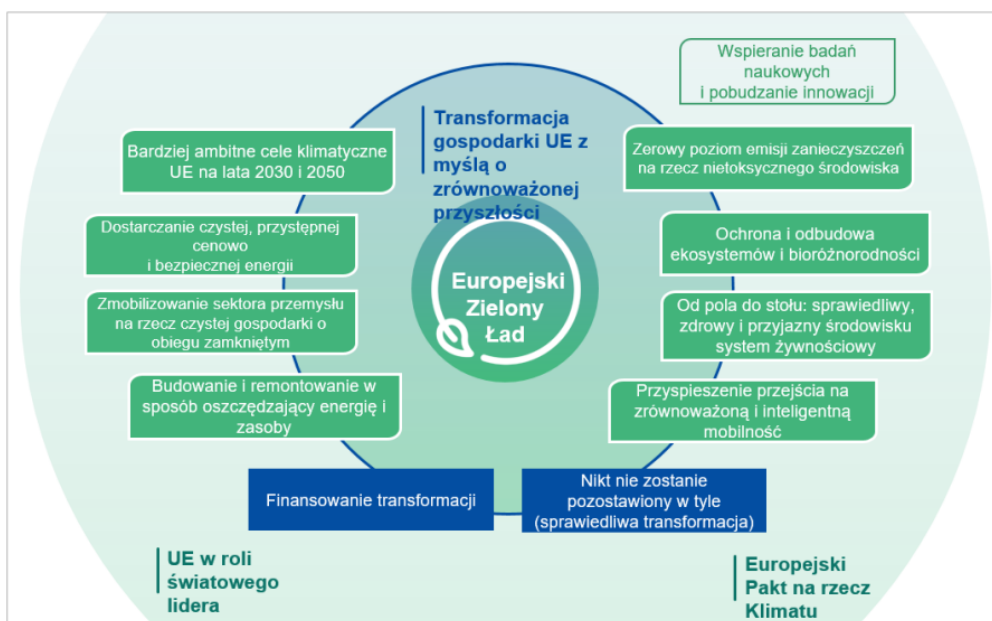 Wspieranie badań
naukowych
i pobudzanie innowacji
Transformacja
gospodarki UE z
myślą o
zrównoważonej
przyszłości
Bardziej ambitne cele klimatyczne
UE na lata 2030 i 2050
Zerowy poziom emisji zanieczyszczeń
na rzecz nietoksycznego środowiska
Dostarczanie czystej, przystępnej
cenowo
i bezpiecznej energii
Ochrona i odbudowa
ekosystemów i bioróżnorodności
Europejski
Zielony
Ład
Zmobilizowanie sektora przemysłu
na rzecz czystej gospodarki o
obiegu zamkniętym
Od pola do stołu: sprawiedliwy,
zdrowy i przyjazny środowisku
system żywnościowy
Budowanie i remontowanie w
sposób oszczędzający energię i
zasoby
Przyspieszenie przejścia na
zrównoważoną i inteligentną
mobilność
Finansowanie transformacji
Nikt nie zostanie
pozostawiony w tyle
(sprawiedliwa transformacja)
UE w roli
światowego
lidera
Europejski
Pakt na rzecz
Klimatu